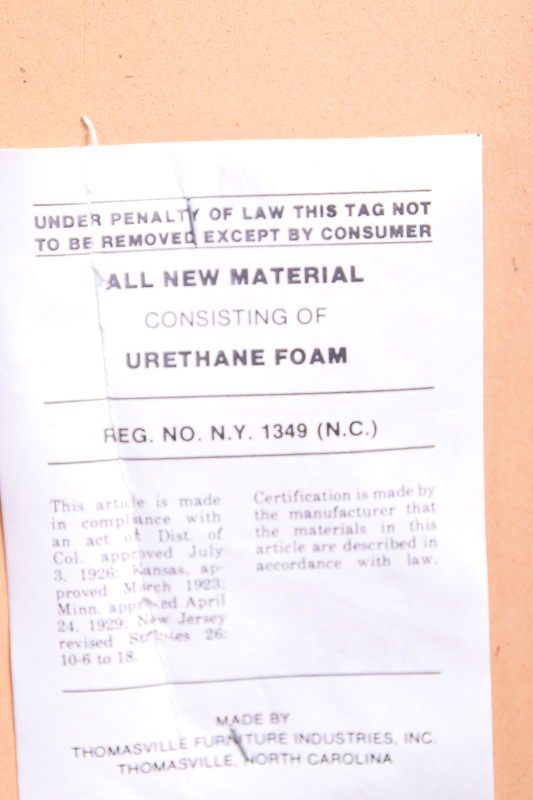 UNDER PENALTY OF LAW THIS TAG NOT
TO BE REMOVED EXCEPT BY CONSUMER
ALL NEW MATERIAL
CONSISTING OF
URETHANE FOAM
REG. NO. N.Y. 1349 (N.C.)
This article is made
in compliance with
an act of Dist. of
Col. approved July
3, 1926; Kansas, ap-
proved March 1923;
Minn. approved April
24, 1929; New Jersey
revised Statutes 26:
10-6 to 18.
Certification is made by
the manufacturer that
the materials in this
article are described in
accordance with law.
MADE BY
THOMASVILLE FURNITURE INDUSTRIES, INC.
THOMASVILLE, NORTH CAROLINA